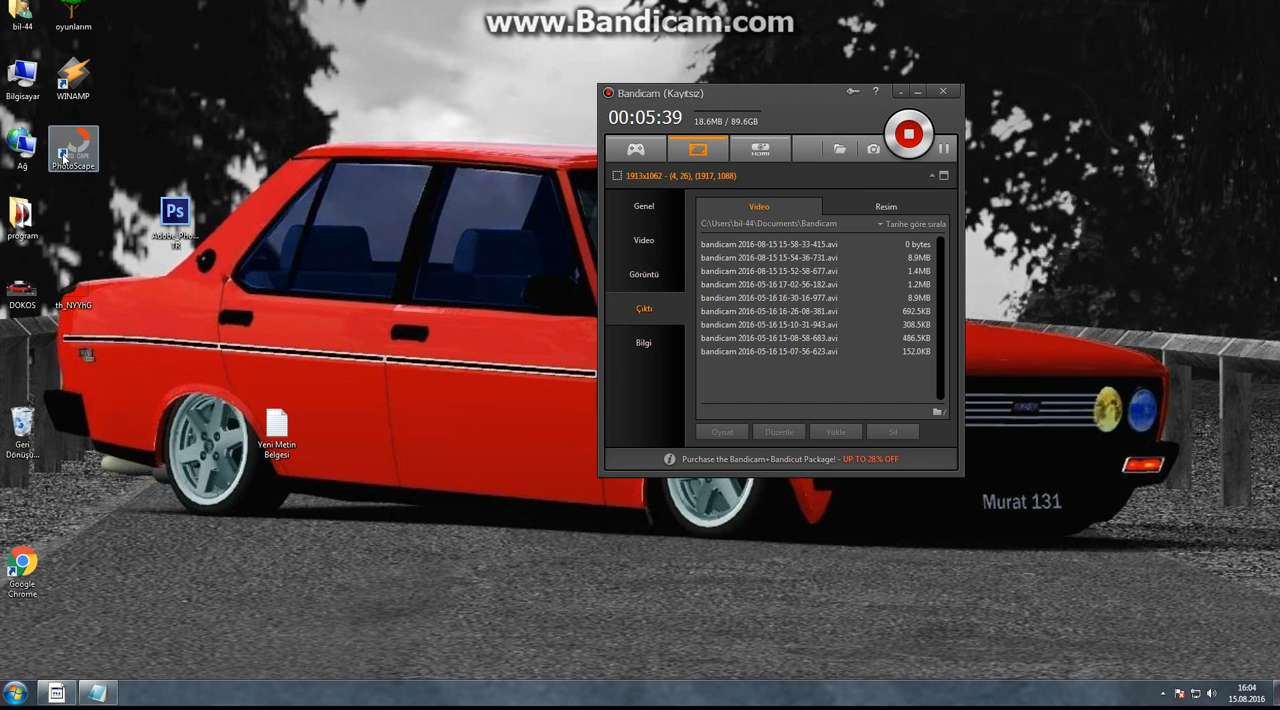 www.Bandicam.com
bil-44
oyunlarım
Bilgisayar
WINAMP
Ağ
PhotoScape
program
Ps
Adobe Pho...
TR
DOKOS
th_NYYhG
Geri
Dönüşü...
Yeni Metin
Belgesi
Google
Chrome
Bandicam (Kayıtsız)
?
00:05:39
18.6MB / 89.6GB
HDMI
1913x1062 - (4, 26), (1917, 1088)
Genel
Video
Görüntü
Çıktı
Bilgi
Video
Resim
C:\Users\bil-44\Documents\Bandicam
Tarihe göre sırala
bandicam 2016-08-15 15-58-33-415.avi 0 bytes
bandicam 2016-08-15 15-54-36-731.avi 8.9MB
bandicam 2016-08-15 15-52-58-677.avi 1.4MB
bandicam 2016-05-16 17-02-56-182.avi 1.2MB
bandicam 2016-05-16 16-30-16-977.avi 8.9MB
bandicam 2016-05-16 16-26-08-381.avi 692.5KB
bandicam 2016-05-16 15-10-31-943.avi 308.5KB
bandicam 2016-05-16 15-08-58-683.avi 486.5KB
bandicam 2016-05-16 15-07-56-623.avi 152.0KB
Oynat
Düzenle
Yükle
Sil
Purchase the Bandicam+Bandicut Package! - UP TO 28% OFF
Murat 131
16:04
15.08.2016